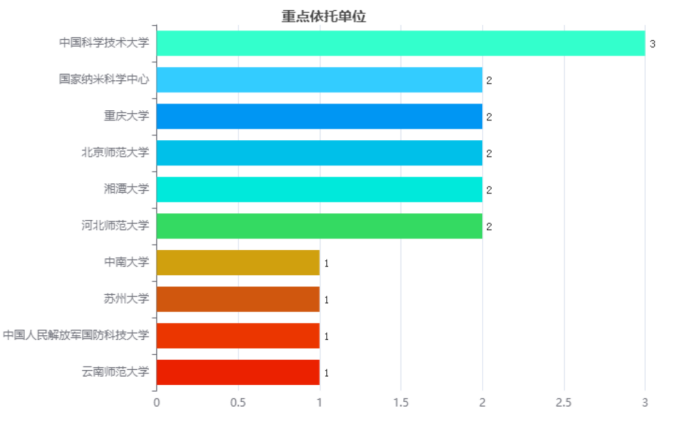 重点依托单位
中国科学技术大学 3
国家纳米科学中心 2
重庆大学 2
北京师范大学 2
湘潭大学 2
河北师范大学 2
中南大学 1
苏州大学 1
中国人民解放军国防科技大学 1
云南师范大学 1
0 0.5 1 1.5 2 2.5 3